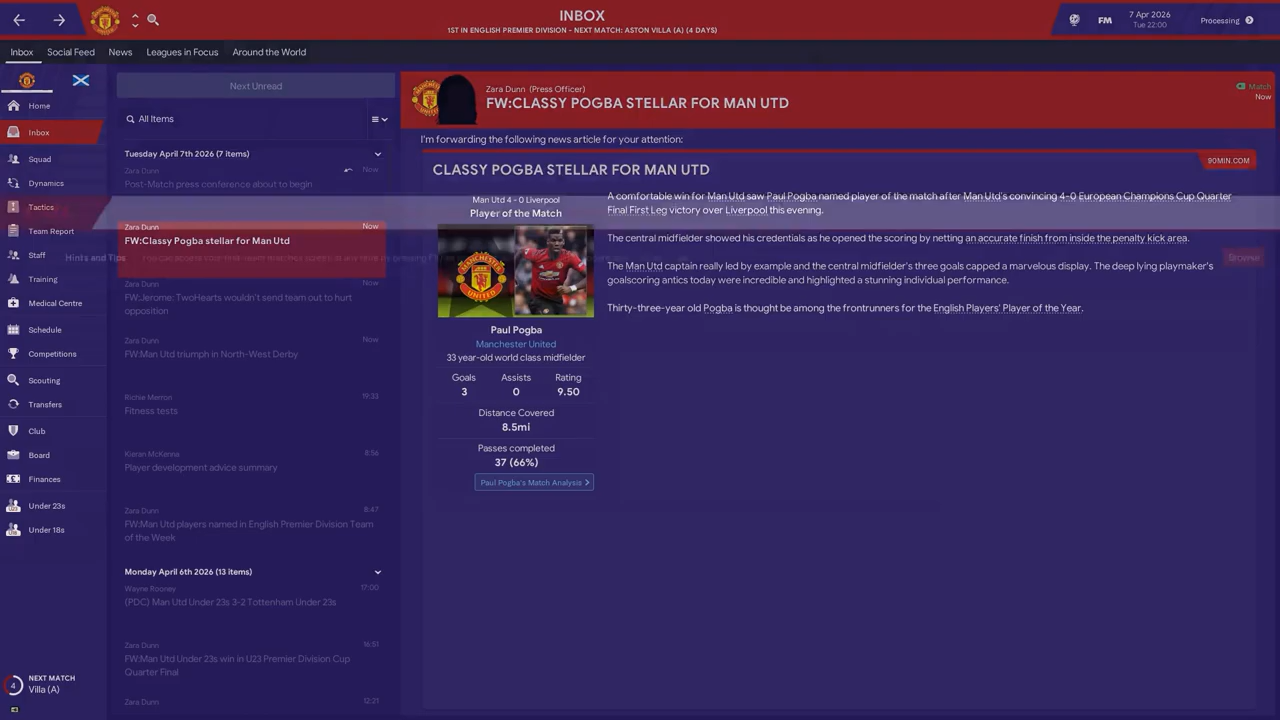 INBOX
1ST IN ENGLISH PREMIER DIVISION - NEXT MATCH: ASTON VILLA (A) (4 DAYS)
FM
7 Apr 2026
Tue 22:00
Processing
Inbox
Social Feed
News
Leagues in Focus
Around the World
Home
Inbox
Squad
Dynamics
Tactics
Team Report
Staff
Training
Medical Centre
Schedule
Competitions
Scouting
Transfers
Club
Board
Finances
Under 23s
Under 18s
4
NEXT MATCH
Villa (A)
Next Unread
All Items
Tuesday April 7th 2026 (7 items)
Zara Dunn
Now
Post-Match press conference about to begin
Zara Dunn
Now
FW:Classy Pogba stellar for Man Utd
Hints and Tips
Zara Dunn
Now
FW:Jerome: TwoHearts wouldn't send team out to hurt
opposition
Zara Dunn
Now
FW:Man Utd triumph in North-West Derby
Richie Merron
19:33
Fitness tests
Kieran McKenna
8:56
Player development advice summary
Zara Dunn
8:47
FW:Man Utd players named in English Premier Division Team
of the Week
Monday April 6th 2026 (13 items)
Wayne Rooney
17:00
(PDC) Man Utd Under 23s 3-2 Tottenham Under 23s
Zara Dunn
16:51
FW:Man Utd Under 23s win in U23 Premier Division Cup
Quarter Final
Zara Dunn
12:21
Zara Dunn (Press Officer)
FW:CLASSY POGBA STELLAR FOR MAN UTD
Match
Now
I'm forwarding the following news article for your attention:
CLASSY POGBA STELLAR FOR MAN UTD
90MIN.COM
Man Utd 4 - 0 Liverpool
Player of the Match
MANCHESTER
UNITED
Paul Pogba
Manchester United
33 year-old world class midfielder
Goals
Assists
Rating
3
0
9.50
Distance Covered
8.5mi
Passes completed
37 (66%)
Paul Pogba's Match Analysis
A comfortable win for Man Utd saw Paul Pogba named player of the match after Man Utd's convincing 4-0 European Champions Cup Quarter
Final First Leg victory over Liverpool this evening.
The central midfielder showed his credentials as he opened the scoring by netting an accurate finish from inside the penalty kick area.
The Man Utd captain really led by example and the central midfielder's three goals capped a marvelous display. The deep lying playmaker's
goalscoring antics today were incredible and highlighted a stunning individual performance.
Thirty-three-year old Pogba is thought be among the frontrunners for the English Players' Player of the Year.
Browse